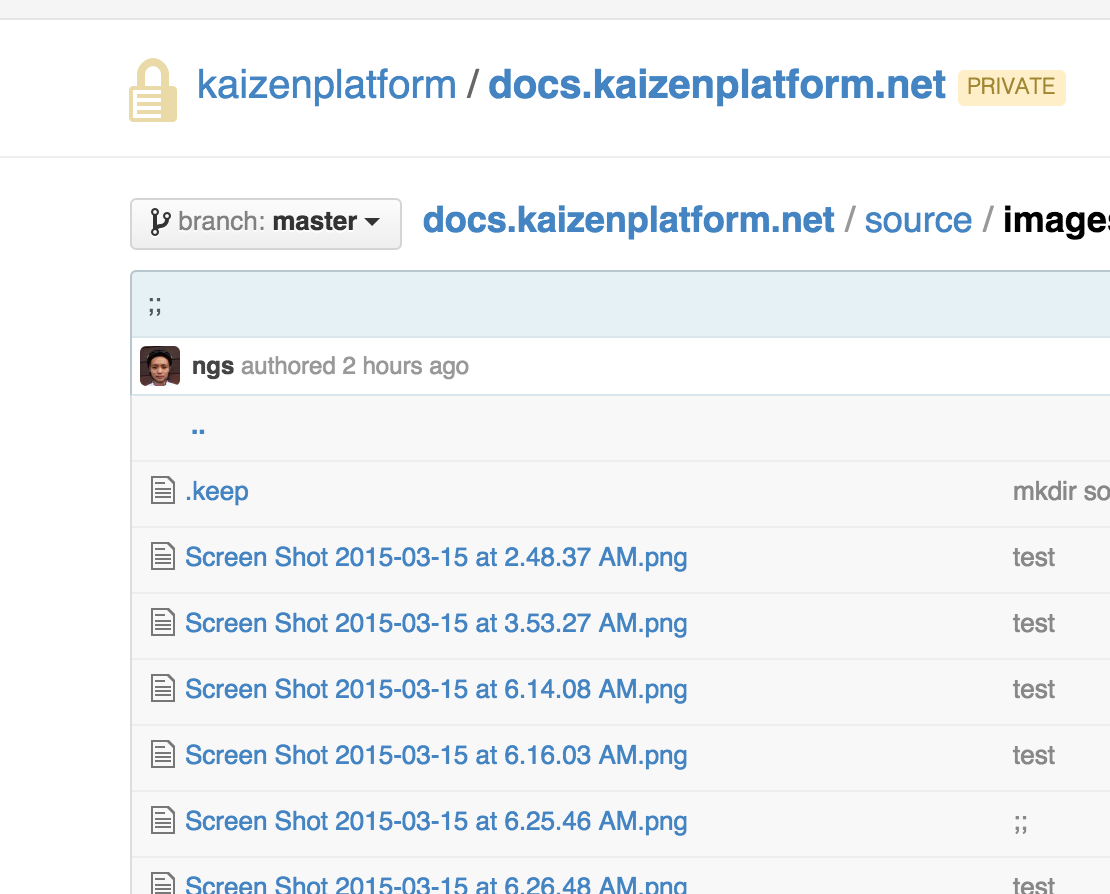 kaizenplatform / docs.kaizenplatform.net PRIVATE
branch: master docs.kaizenplatform.net / source / images
;;
ngs authored 2 hours ago
..
.keep mkdir so
Screen Shot 2015-03-15 at 2.48.37 AM.png test
Screen Shot 2015-03-15 at 3.53.27 AM.png test
Screen Shot 2015-03-15 at 6.14.08 AM.png test
Screen Shot 2015-03-15 at 6.16.03 AM.png test
Screen Shot 2015-03-15 at 6.25.46 AM.png ;;
Screen Shot 2015-03-15 at 6.26.48 AM.png test